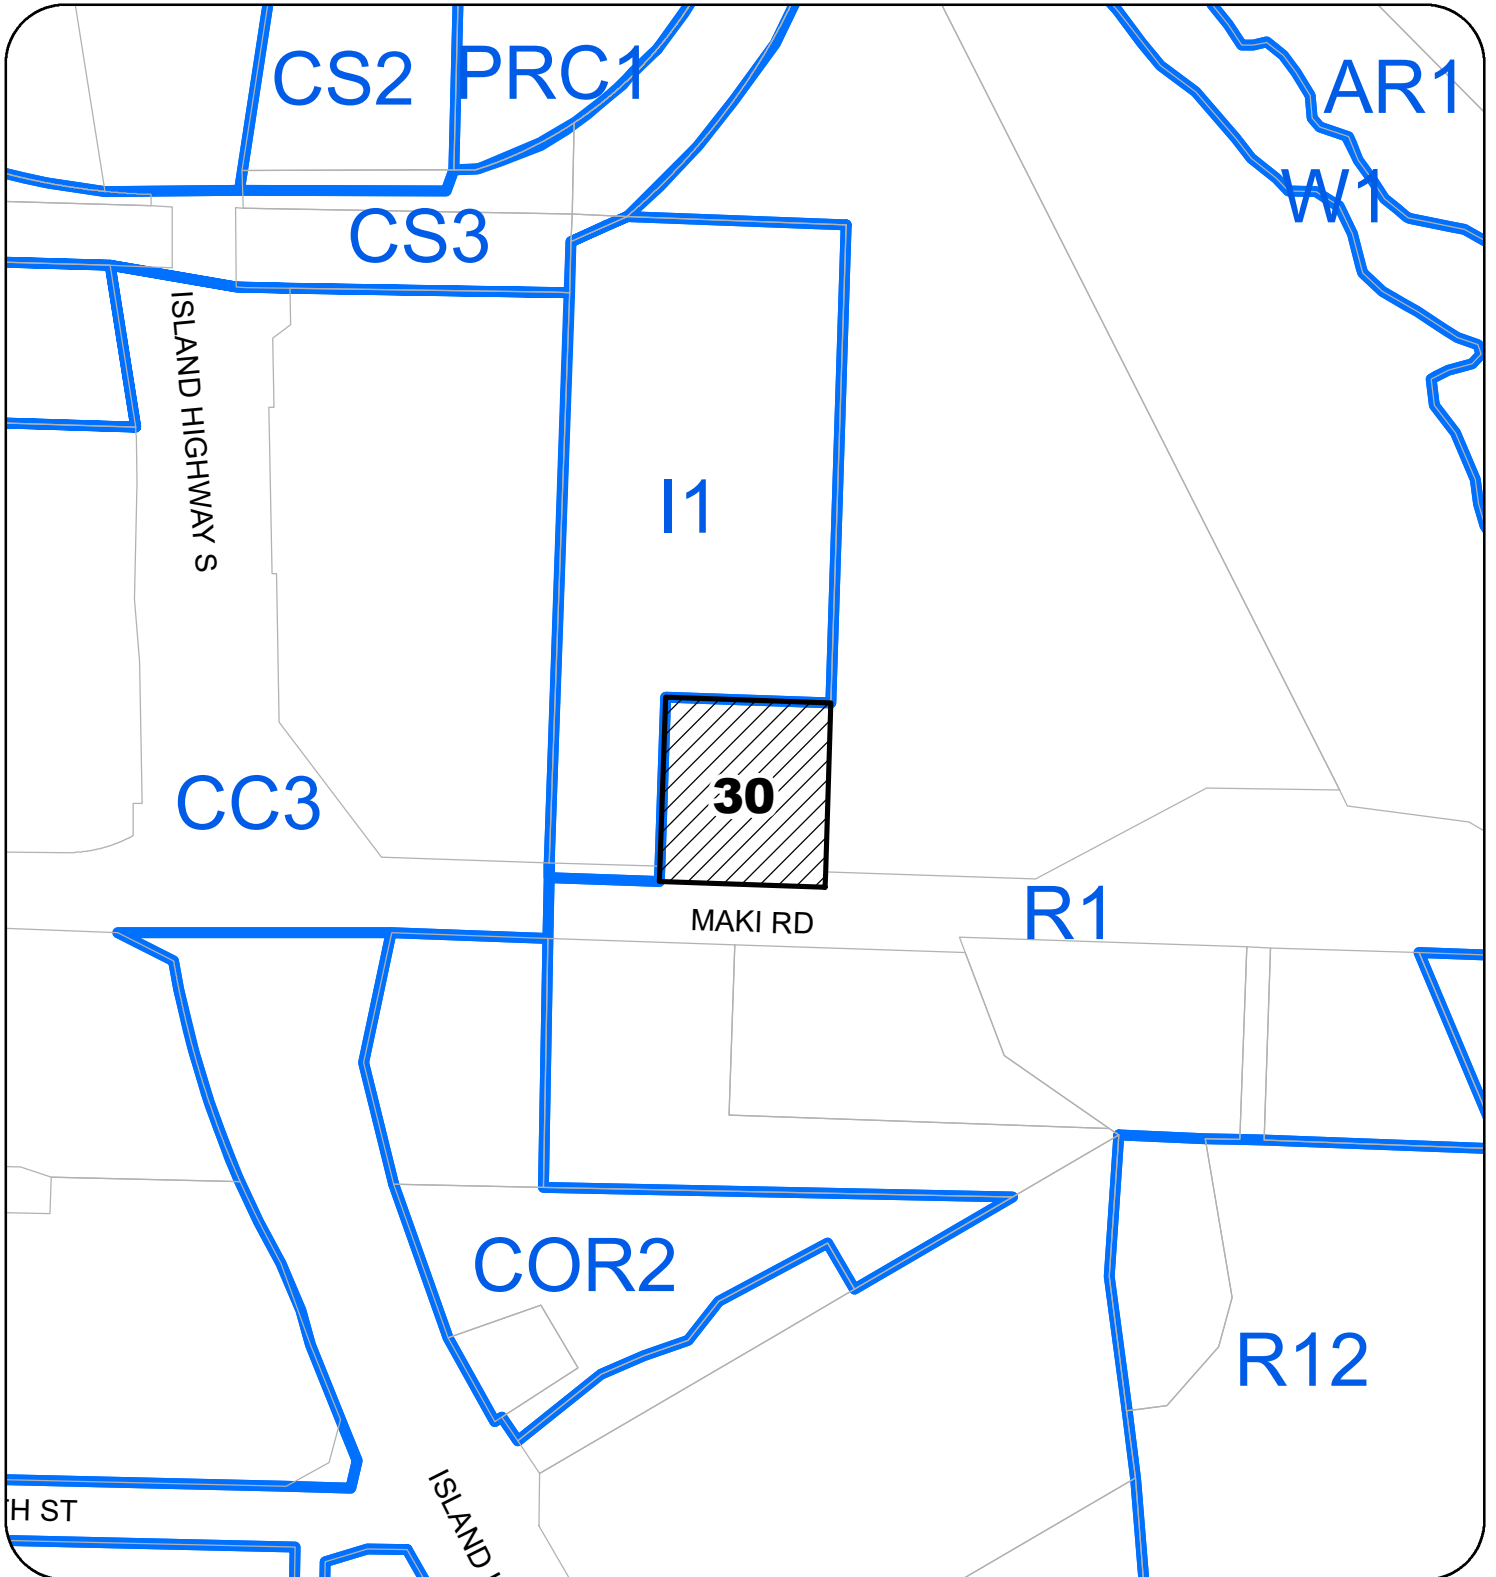 CS2
PRC1
AR1
W1
CS3
ISLAND HIGHWAY S
I1
CC3
30
R1
MAKI RD
COR2
R12
TH ST
ISLAND